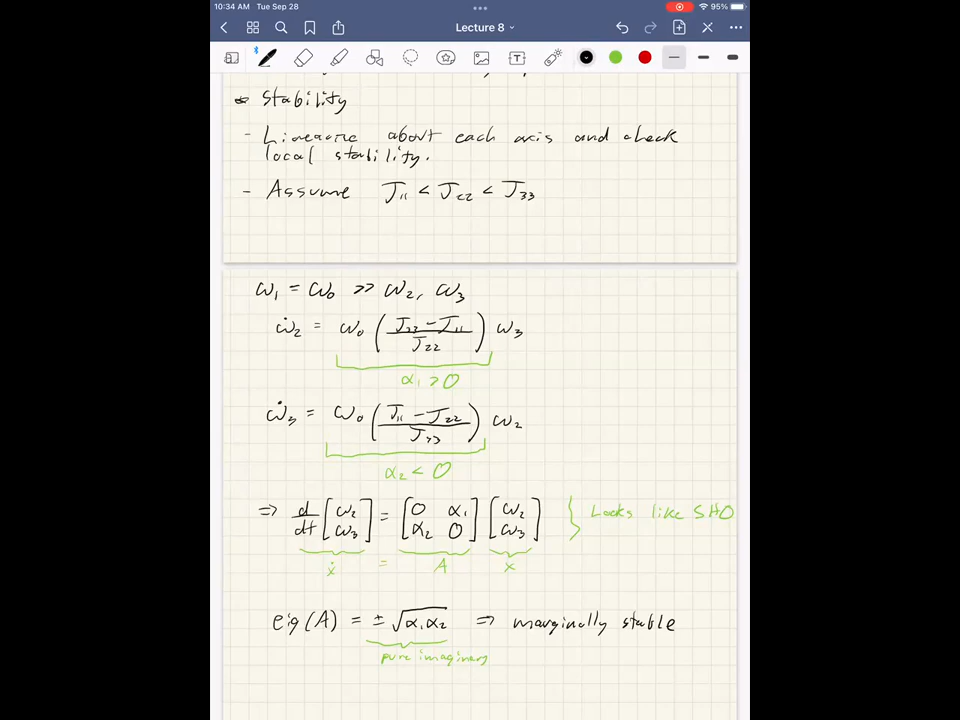 10:34 AM Tue Sep 28
95%
Lecture 8
Stability
- Linearize about each axis and check
local stability.
- Assume J₁₁ < J₂₂ < J₃₃
ω₁ = ω₀ >> ω₂, ω₃
ω̇₂ = ω₀ ( (J₃₃ - J₁₁) / J₂₂ ) ω₃
α₁ > 0
ω̇₃ = ω₀ ( (J₁₁ - J₂₂) / J₃₃ ) ω₂
α₂ < 0
⇒ d/dt [ω₂ ω₃] = [0 α₁ α₂ 0] [ω₂ ω₃] } Looks like SHO
ẋ = A x
eig(A) = ± √α₁α₂ ⇒ marginally stable
pure imaginary